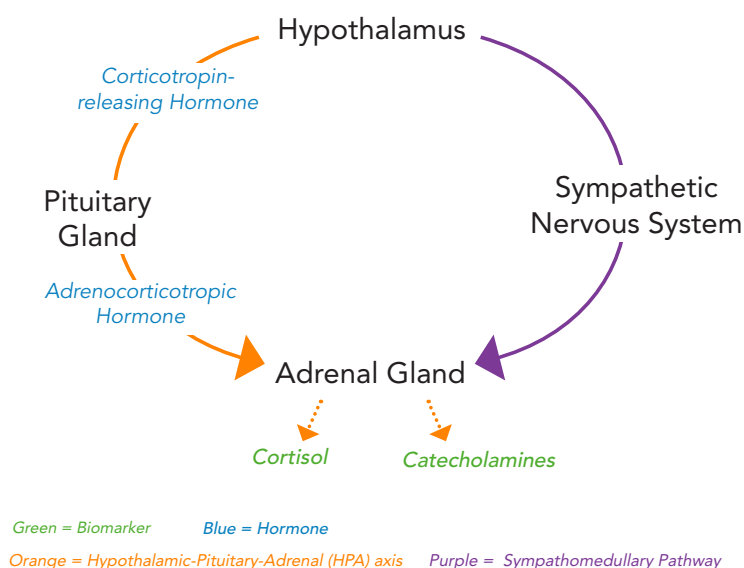 Hypothalamus
Corticotropin-
releasing Hormone
Pituitary
Gland
Sympathetic
Nervous System
Adrenocorticotropic
Hormone
Adrenal Gland
Cortisol
Catecholamines
Green = Biomarker
Blue = Hormone
Orange = Hypothalamic-Pituitary-Adrenal (HPA) axis
Purple = Sympathomedullary Pathway